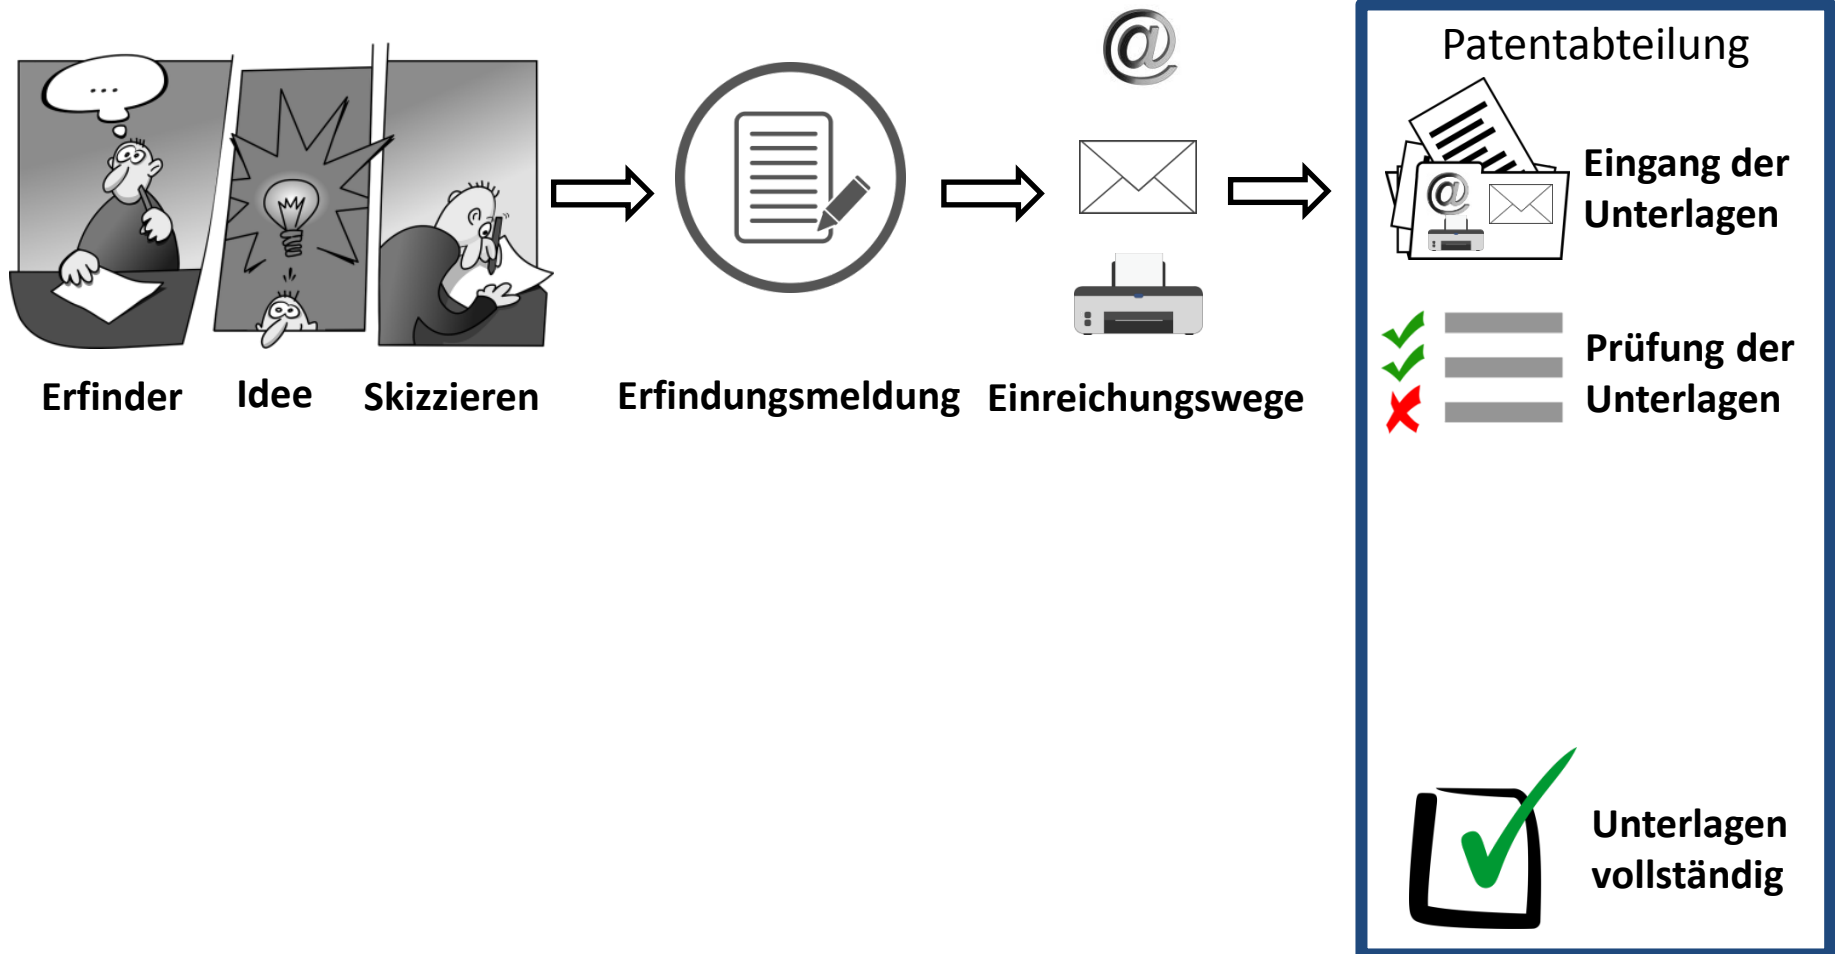 Patentabteilung
...
@
@
Eingang der
Unterlagen
Prüfung der
Unterlagen
Erfinder
Idee
Skizzieren
Erfindungsmeldung
Einreichungswege
Unterlagen
vollständig